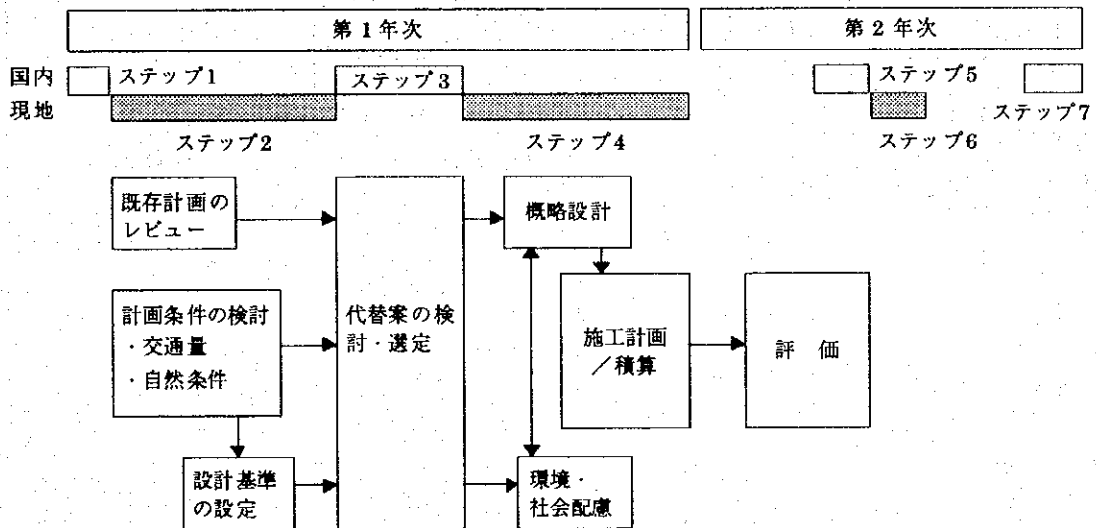 第1年次
第2年次
国内
ステップ1
ステップ3
ステップ5
現地
ステップ7
ステップ2
ステップ4
ステップ6
既存計画の
レビュー
概略設計
計画条件の検討
・交通量
・自然条件
代替案の検
討・選定
施工計画
/積算
評 価
設計基準
の設定
環境・
社会配慮